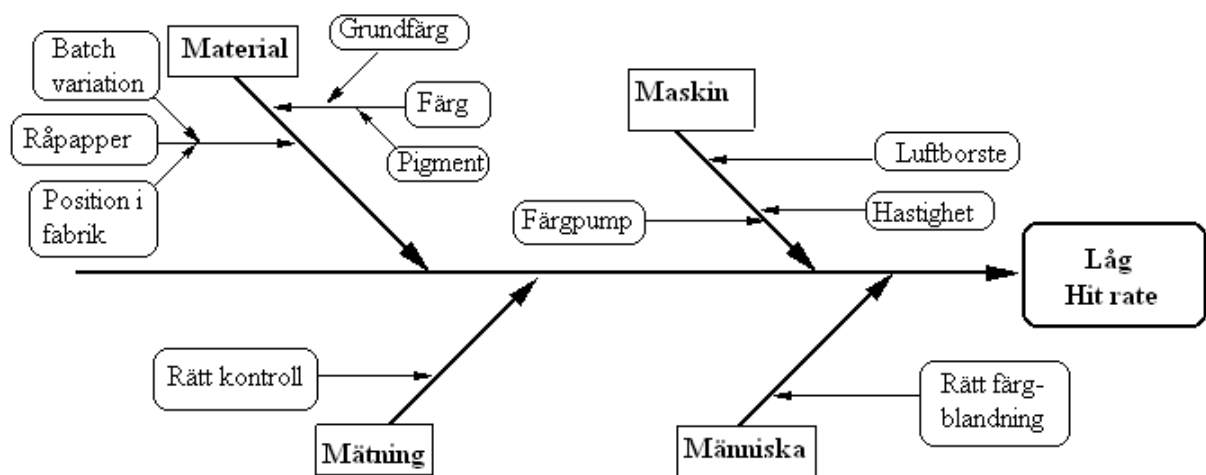 Material
Batch
variation
Råpapper
Position i
fabrik
Grundfärg
Färg
Pigment
Maskin
Luftborste
Hastighet
Färgpump
Låg
Hit rate
Rätt kontroll
Mätning
Rätt färg-
blandning
Människa